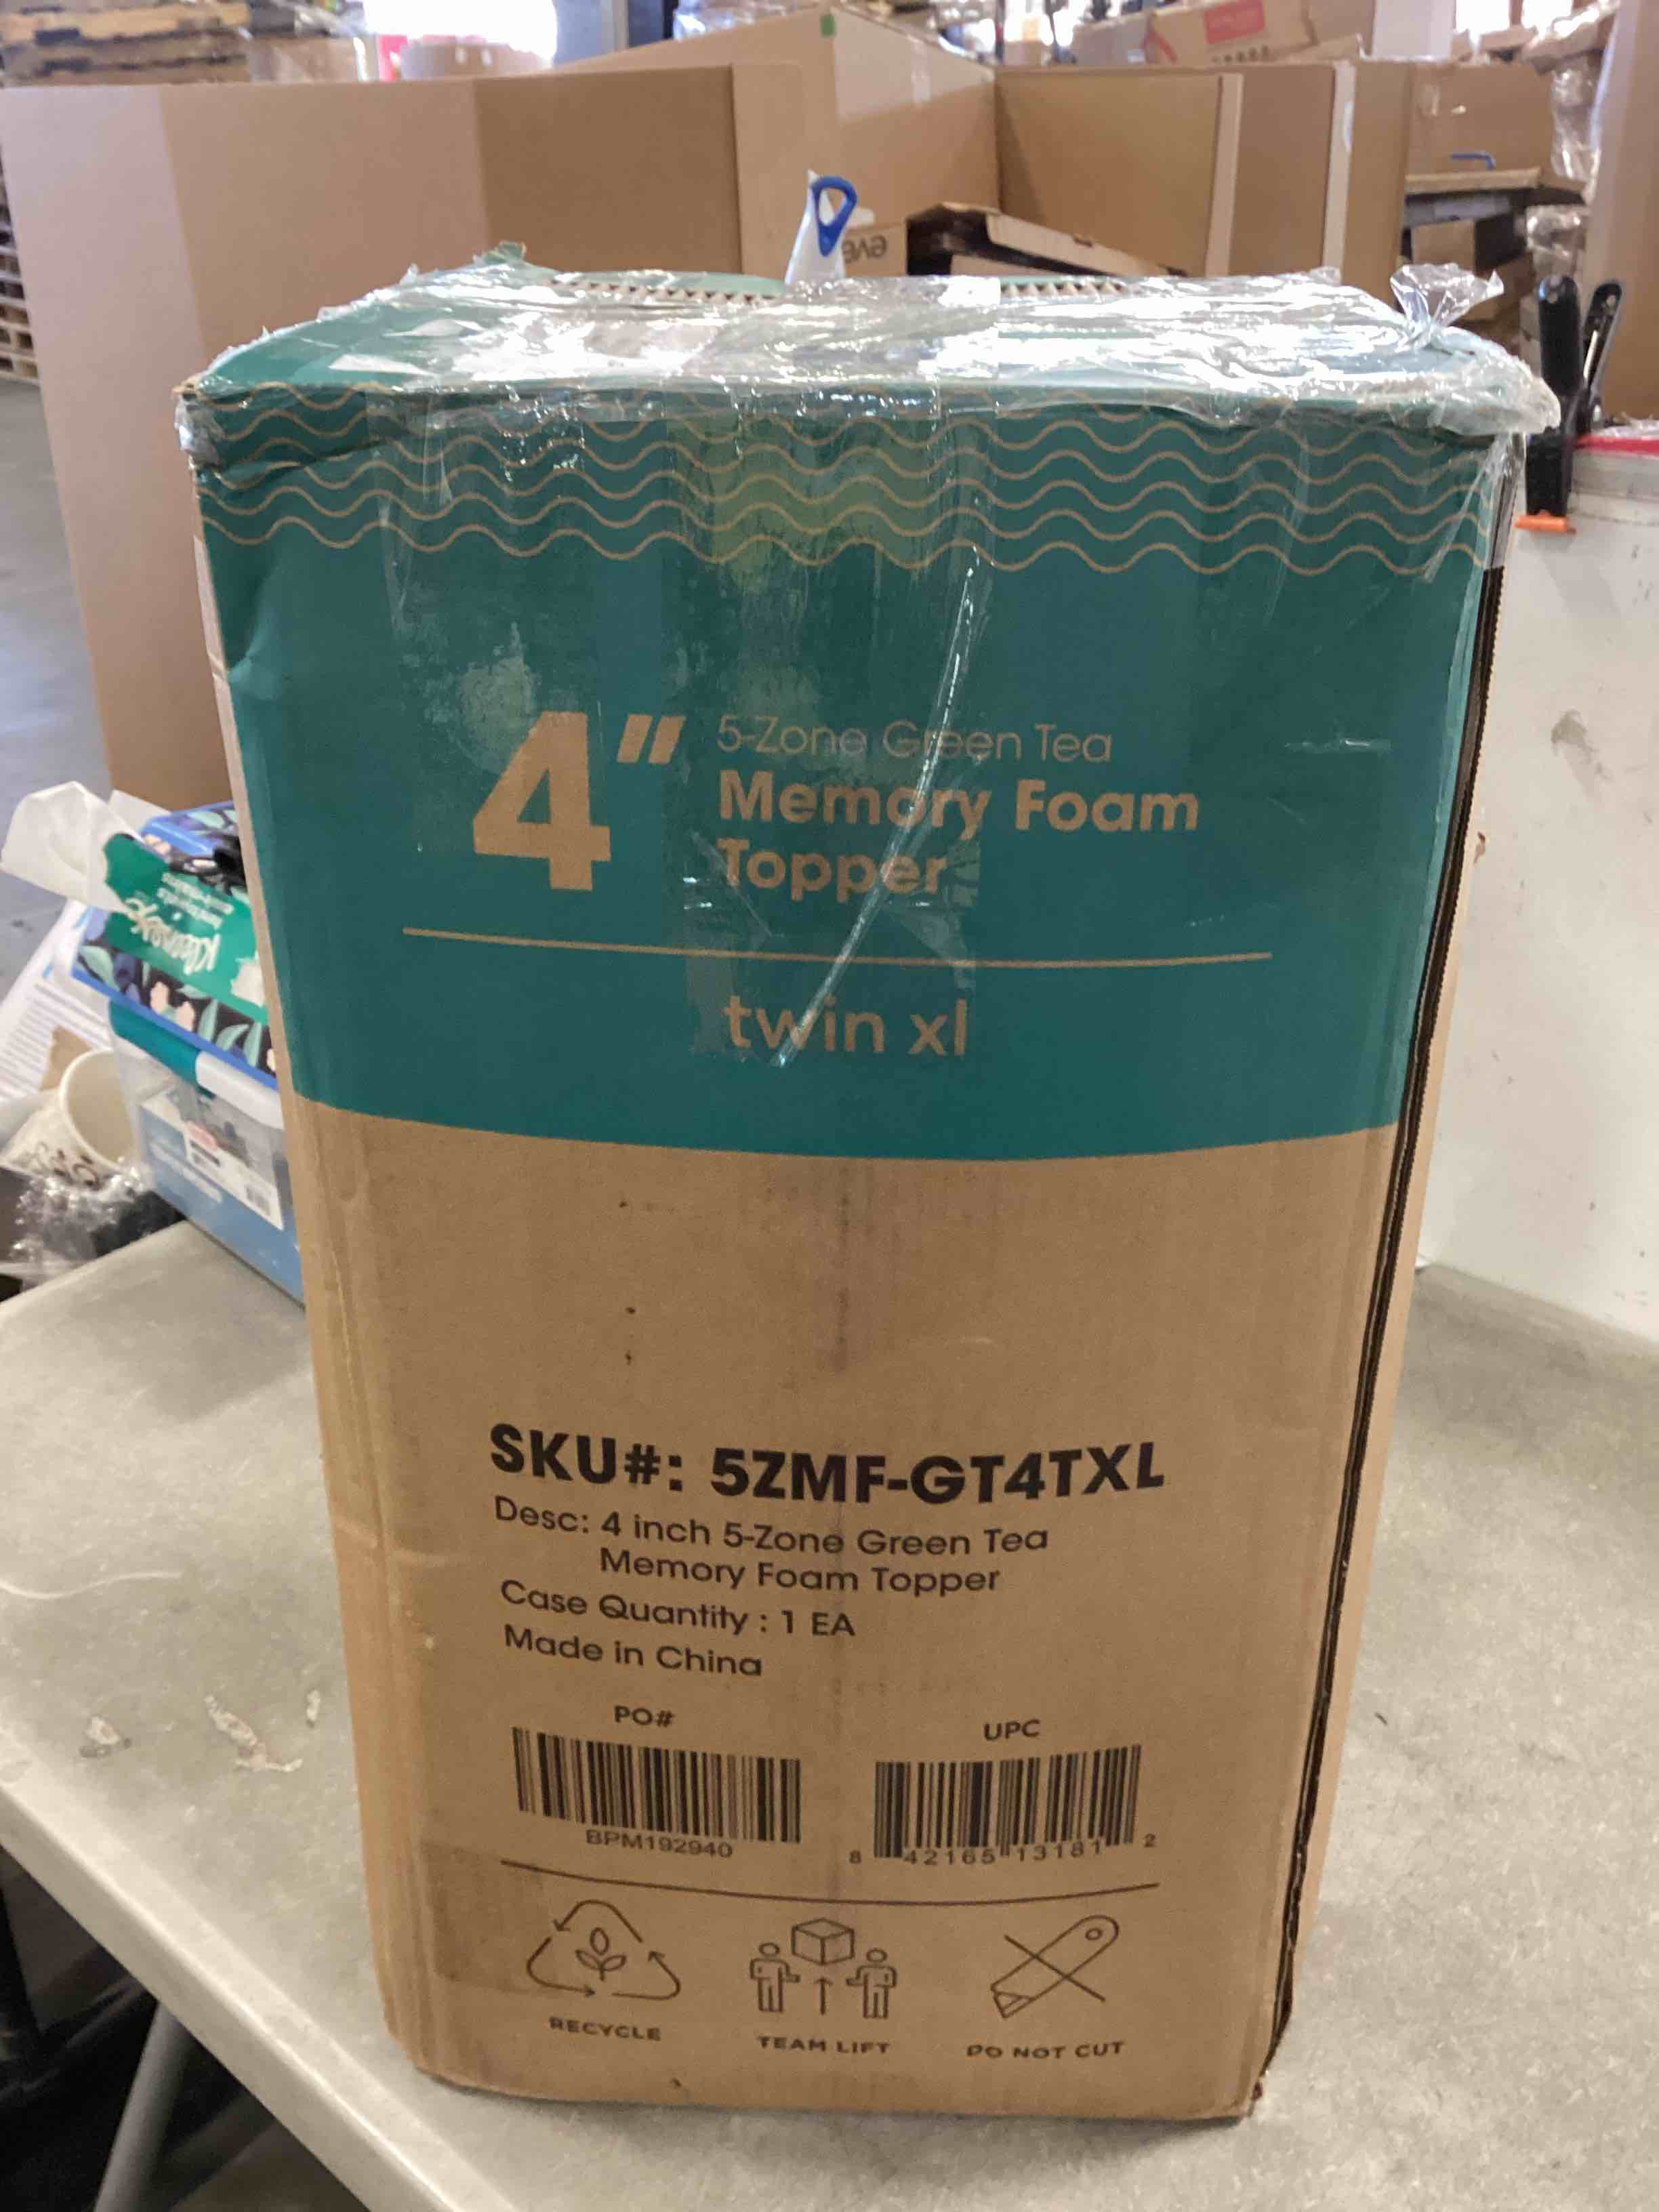 4" 5-Zone Green Tea
Memory Foam
Topper
twin xl
SKU#: 5ZMF-GT4TXL
Desc: 4 inch 5-Zone Green Tea
Memory Foam Topper
Case Quantity : 1 EA
Made in China
PO#
BPM192940
UPC
8 42165 13181 2
RECYCLE
TEAM LIFT
DO NOT CUT
Kleenex
eve